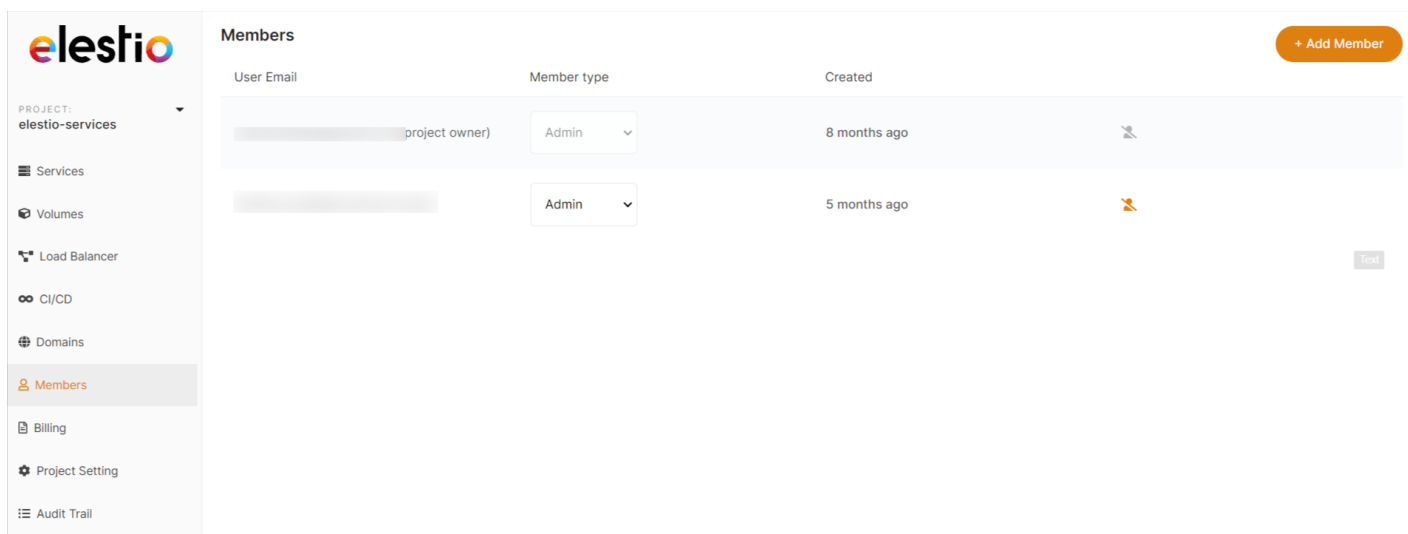 elestio
PROJECT:
elestio-services
Services
Volumes
Load Balancer
CI/CD
Domains
Members
Billing
Project Setting
Audit Trail
Members
+ Add Member
User Email Member type Created
project owner) Admin 8 months ago
Admin 5 months ago
Text